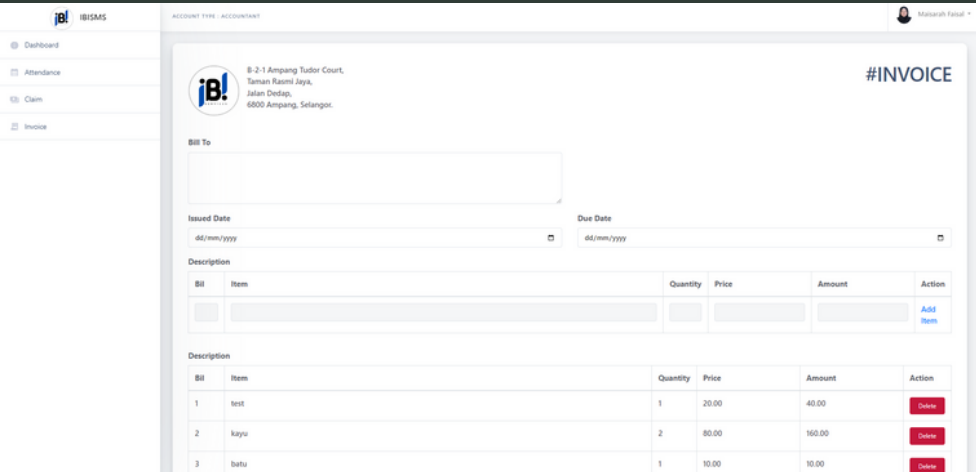 iB! IBISMS
ACCOUNT TYPE : ACCOUNTANT
Maisarah Faisal
Dashboard
Attendance
Claim
Invoice
iB!
B-2-1 Ampang Tudor Court,
Taman Rasmi Jaya,
Jalan Dedap,
6800 Ampang, Selangor.
#INVOICE
Bill To
Issued Date Due Date
dd/mm/yyyy dd/mm/yyyy
Description
Bil Item Quantity Price Amount Action
Add
Item
Description
Bil Item Quantity Price Amount Action
1 test 1 20.00 40.00 Delete
2 kayu 2 80.00 160.00 Delete
3 batu 1 10.00 10.00 Delete